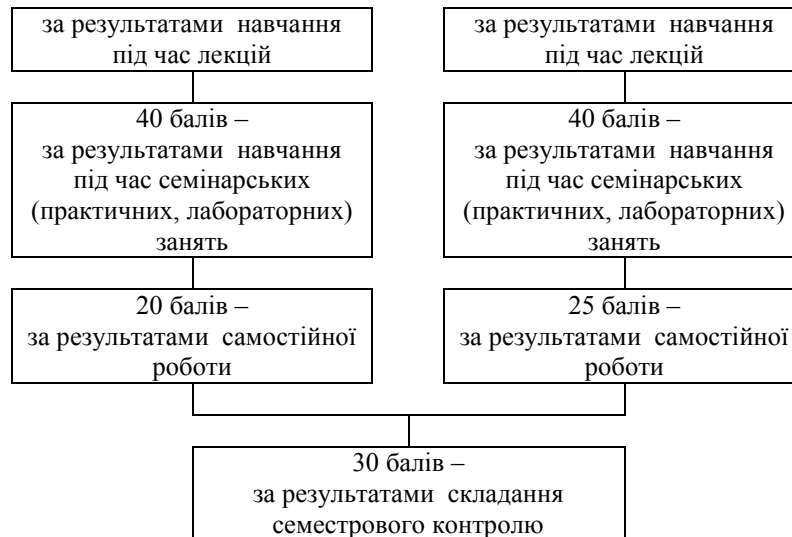 за результатами навчання
під час лекцій
за результатами навчання
під час лекцій
40 балів –
за результатами навчання
під час семінарських
(практичних, лабораторних)
занять
40 балів –
за результатами навчання
під час семінарських
(практичних, лабораторних)
занять
20 балів –
за результатами самостійної
роботи
25 балів –
за результатами самостійної
роботи
30 балів –
за результатами складання
семестрового контролю